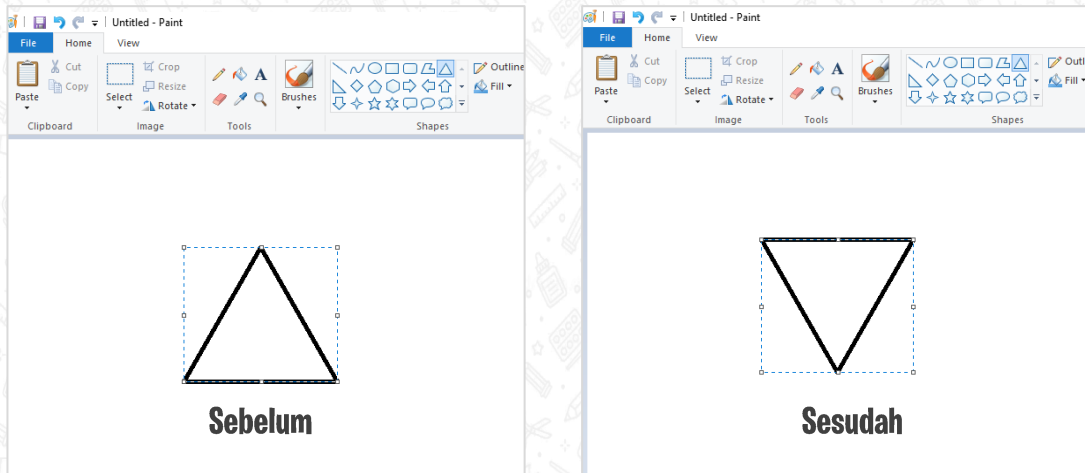 Untitled - Paint
File Home View
Cut
Copy
Paste
Clipboard
Crop
Resize
Rotate
Select
Image
A
Tools
Brushes
Outline
Fill
Shapes
Sebelum
Untitled - Paint
File Home View
Cut
Copy
Paste
Clipboard
Crop
Resize
Rotate
Select
Image
A
Tools
Brushes
Outl
Fill
Shapes
Sesudah